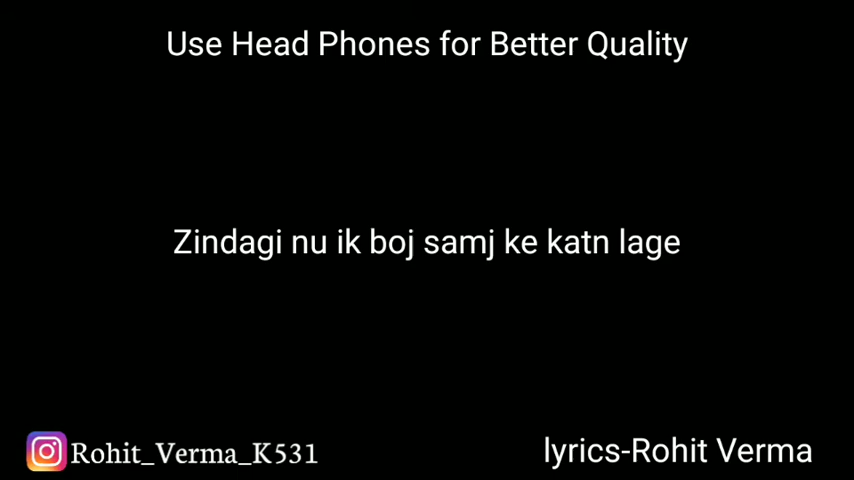 Use Head Phones for Better Quality
Zindagi nu ik boj samj ke katn lage
Rohit_Verma_K531
lyrics-Rohit Verma